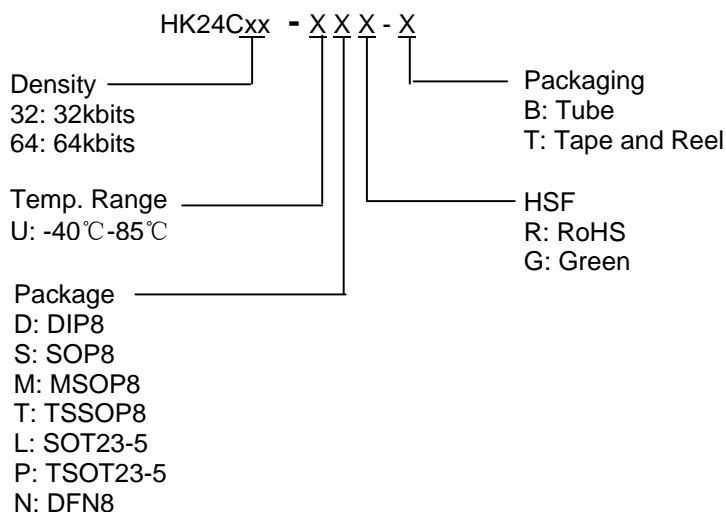 HK24Cxx - X X X - X
Density
32: 32kbits
64: 64kbits
Temp. Range
U: -40℃-85℃
Package
D: DIP8
S: SOP8
M: MSOP8
T: TSSOP8
L: SOT23-5
P: TSOT23-5
N: DFN8
Packaging
B: Tube
T: Tape and Reel
HSF
R: RoHS
G: Green